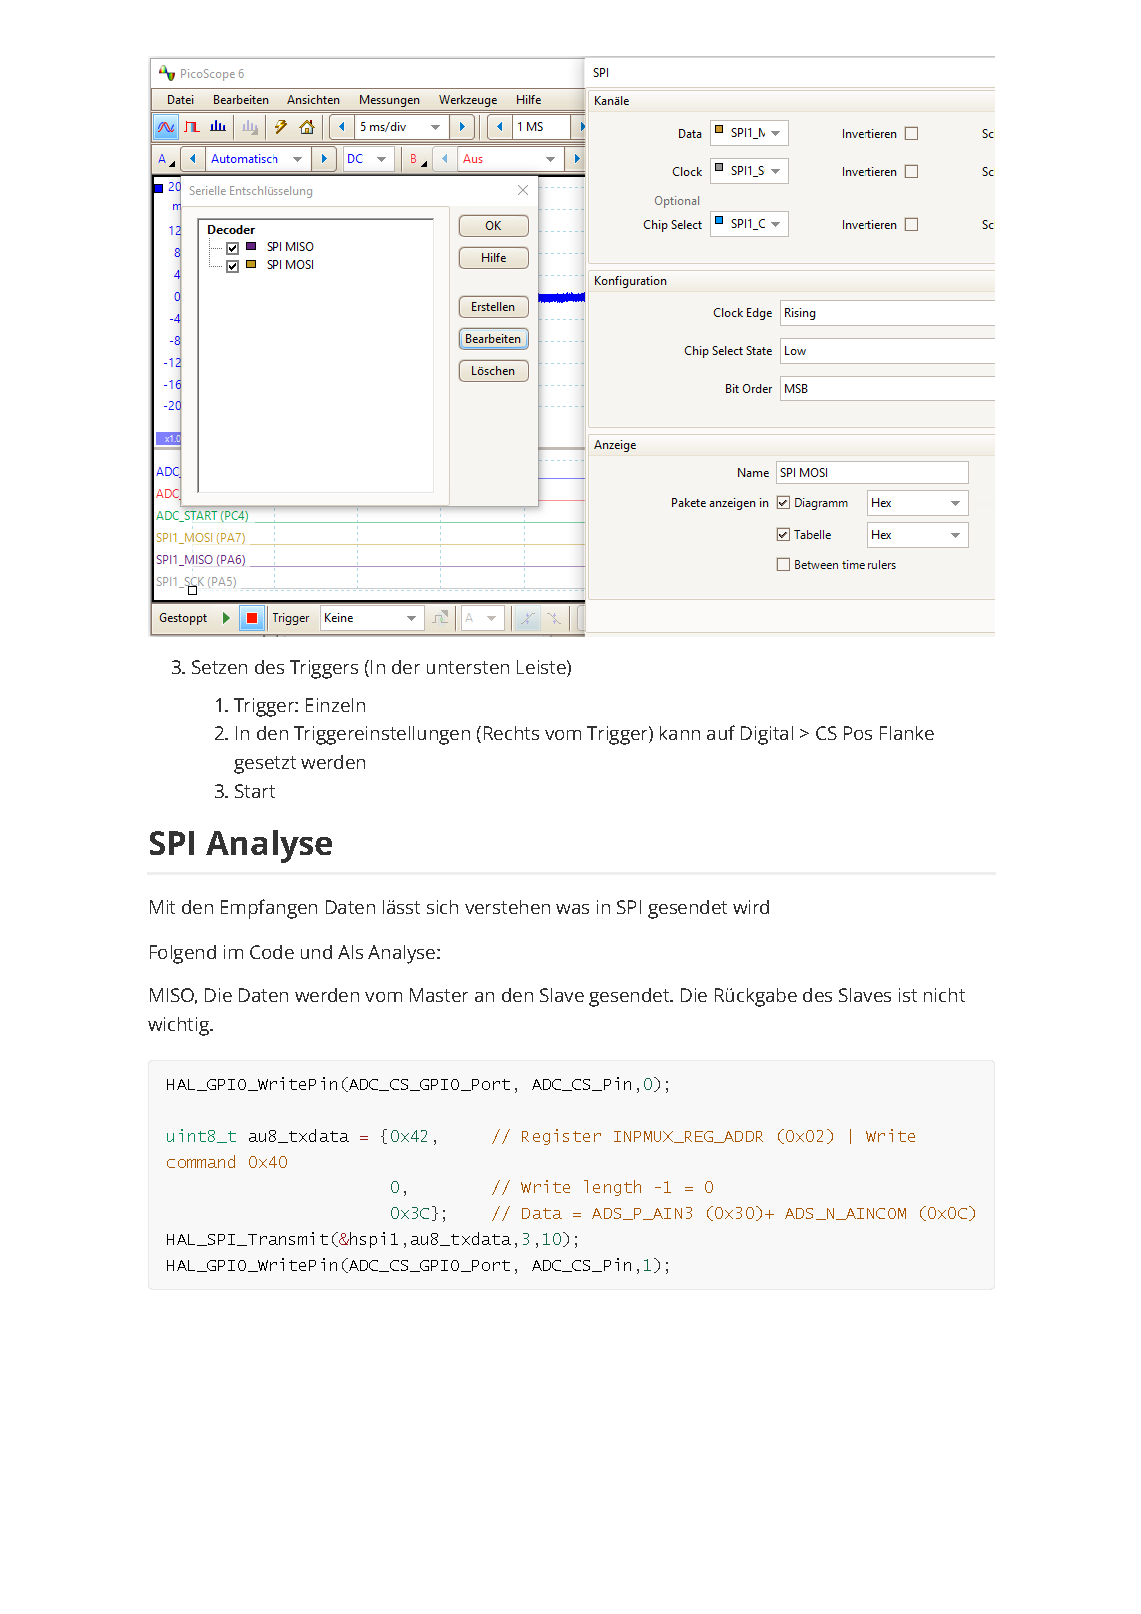 PicoScope 6
Datei Bearbeiten Ansichten Messungen Werkzeuge Hilfe
5 ms/div 1 MS
A Automatisch DC B Aus
20
m
12
8
4
0
-4
-8
-12
-16
-20
x1.0
Serielle Entschlüsselung
Decoder
SPI MISO
SPI MOSI
OK
Hilfe
Erstellen
Bearbeiten
Löschen
ADC_
ADC_
ADC_START (PC4)
SPI1_MOSI (PA7)
SPI1_MISO (PA6)
SPI1_SCK (PA5)
Gestoppt Trigger Keine A
SPI
Kanäle
Data SPI1_M Invertieren Sc
Clock SPI1_S Invertieren Sc
Optional
Chip Select SPI1_C Invertieren Sc
Konfiguration
Clock Edge Rising
Chip Select State Low
Bit Order MSB
Anzeige
Name SPI MOSI
Pakete anzeigen in Diagramm Hex
Tabelle Hex
Between time rulers
3. Setzen des Triggers (In der untersten Leiste)
1. Trigger: Einzeln
2. In den Triggereinstellungen (Rechts vom Trigger) kann auf Digital > CS Pos Flanke
gesetzt werden
3. Start
SPI Analyse
Mit den Empfangen Daten lässt sich verstehen was in SPI gesendet wird
Folgend im Code und Als Analyse:
MISO, Die Daten werden vom Master an den Slave gesendet. Die Rückgabe des Slaves ist nicht
wichtig.
HAL_GPIO_WritePin(ADC_CS_GPIO_Port, ADC_CS_Pin,0);
uint8_t au8_txdata = {0x42, // Register INPMUX_REG_ADDR (0x02) | Write
command 0x40
0, // Write length -1 = 0
0x3C}; // Data = ADS_P_AIN3 (0x30)+ ADS_N_AINCOM (0x0C)
HAL_SPI_Transmit(&hspi1,au8_txdata,3,10);
HAL_GPIO_WritePin(ADC_CS_GPIO_Port, ADC_CS_Pin,1);